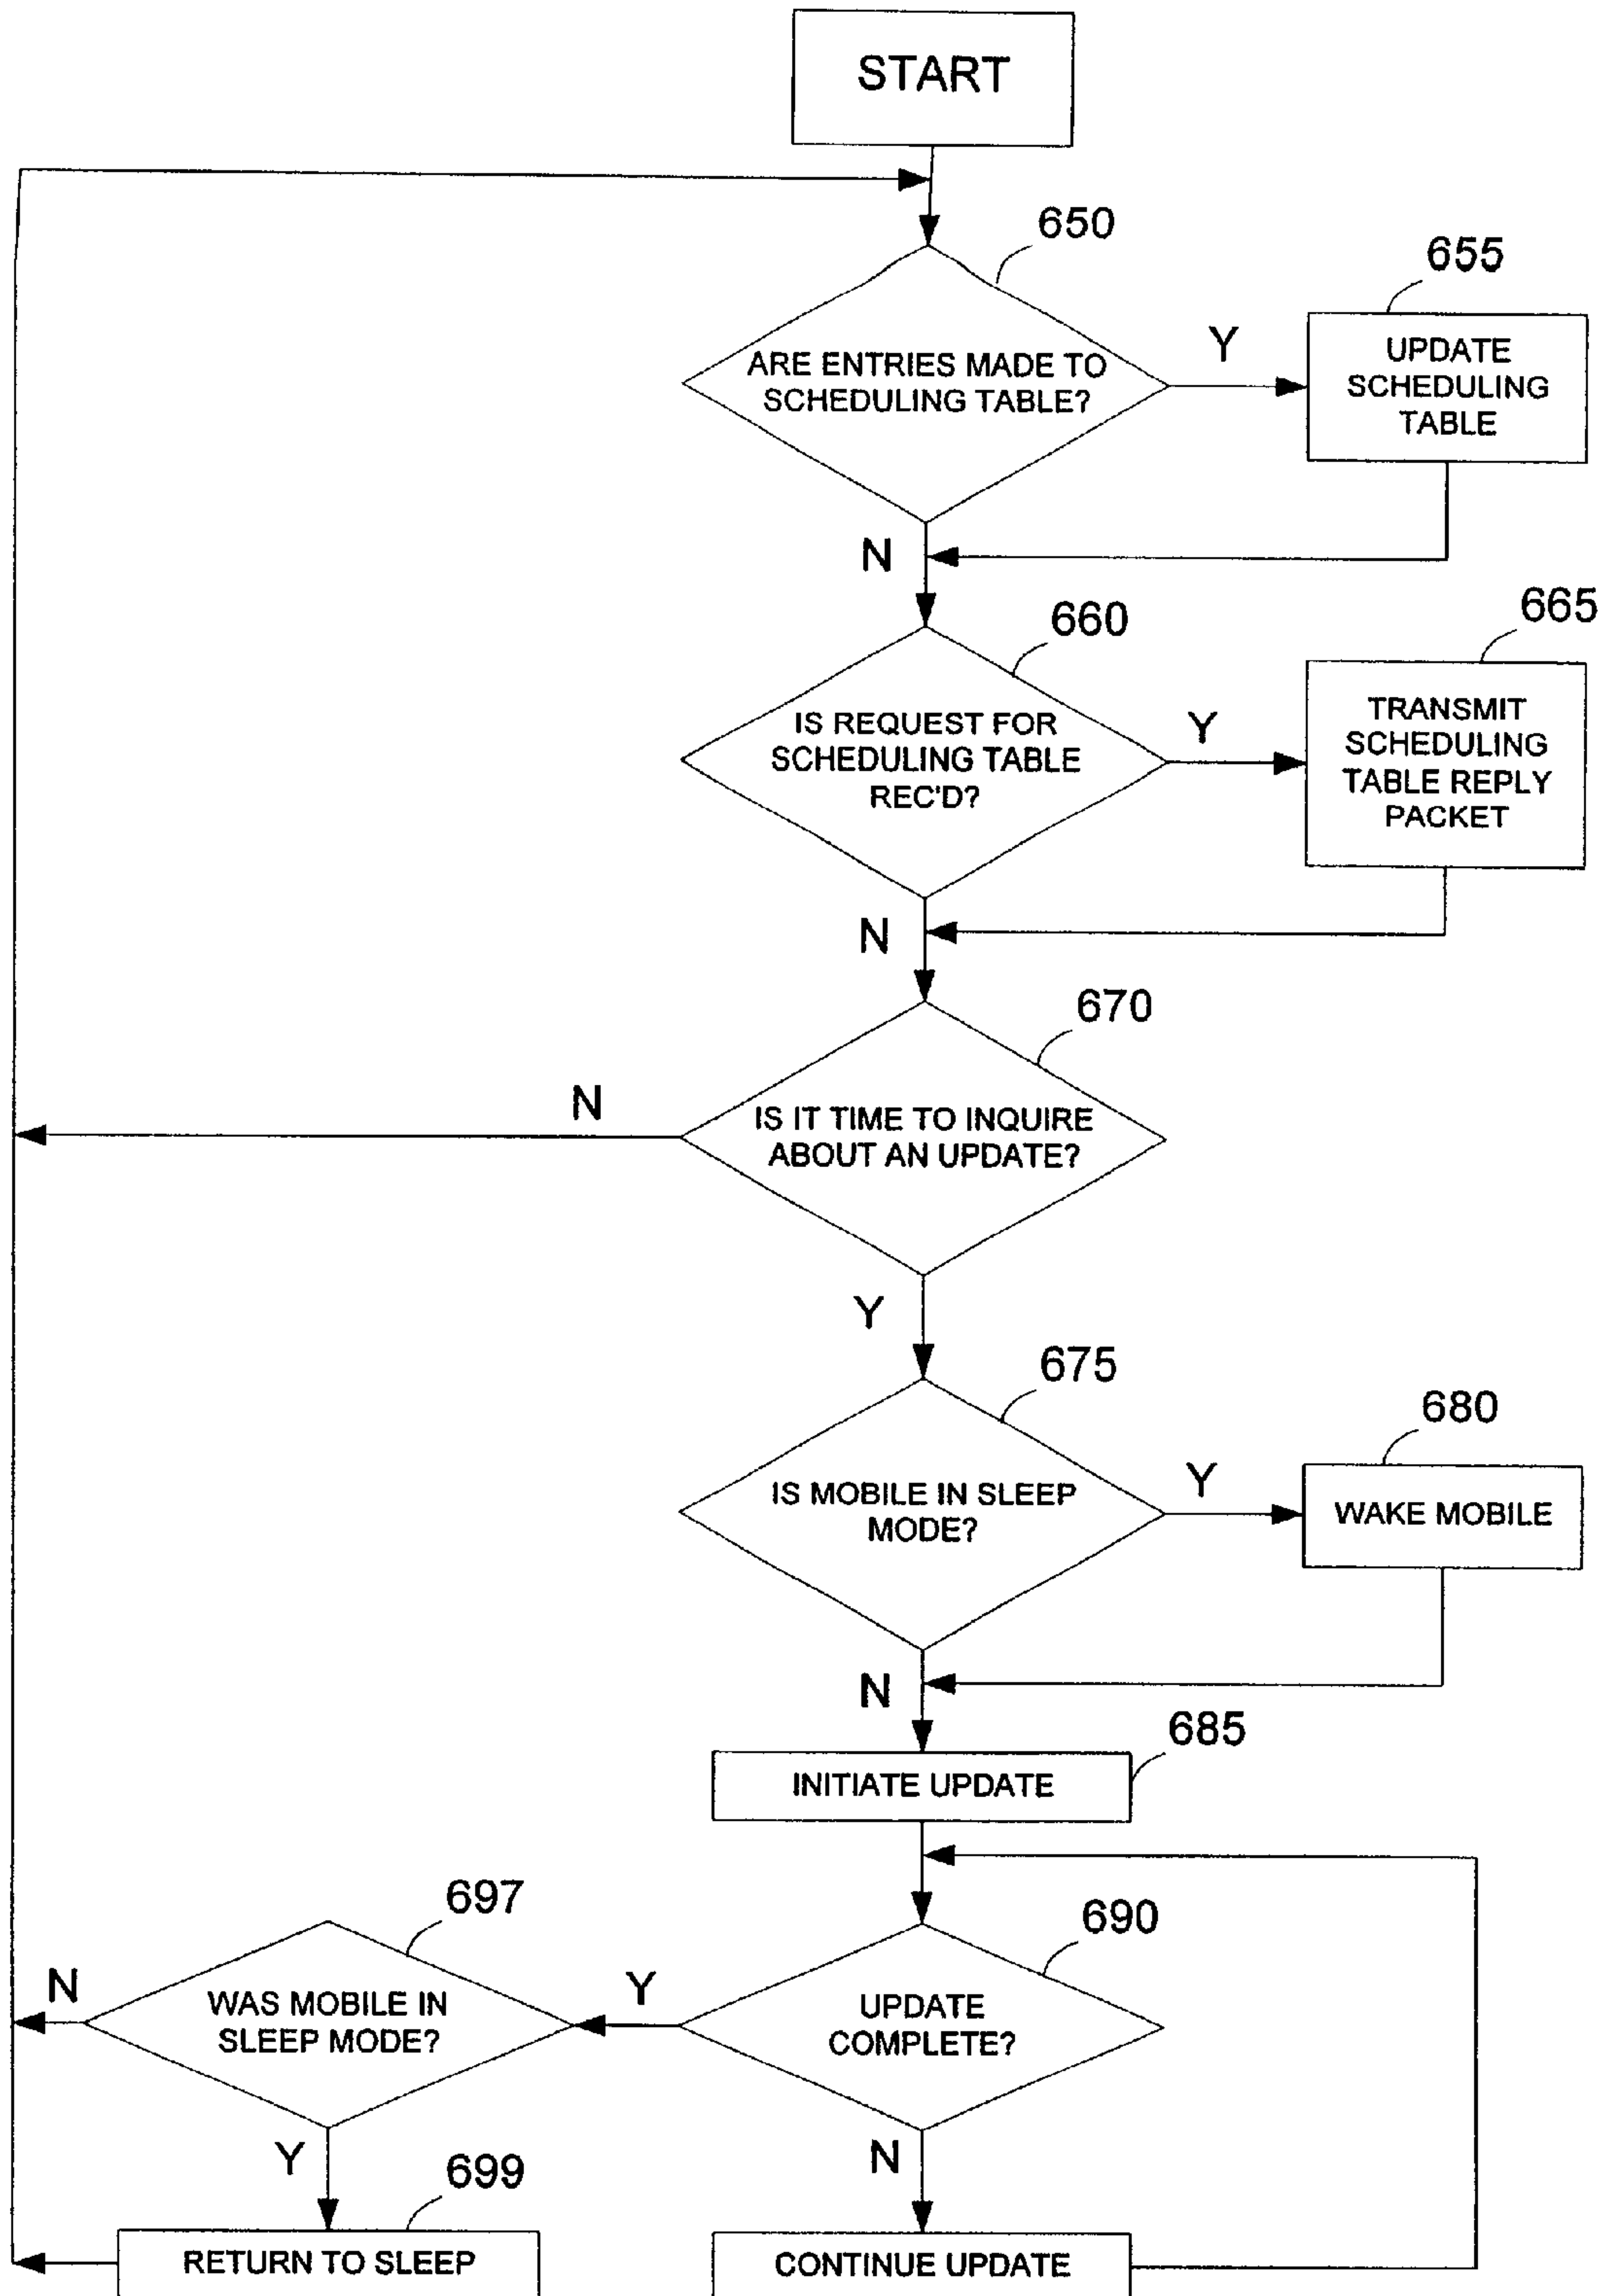 START
650
ARE ENTRIES MADE TO
SCHEDULING TABLE?
Y
655
UPDATE
SCHEDULING
TABLE
N
660
IS REQUEST FOR
SCHEDULING TABLE
REC'D?
Y
665
TRANSMIT
SCHEDULING
TABLE REPLY
PACKET
N
670
IS IT TIME TO INQUIRE
ABOUT AN UPDATE?
N
Y
675
IS MOBILE IN SLEEP
MODE?
Y
680
WAKE MOBILE
N
685
INITIATE UPDATE
690
UPDATE
COMPLETE?
Y
697
WAS MOBILE IN
SLEEP MODE?
N
Y
699
RETURN TO SLEEP
N
CONTINUE UPDATE